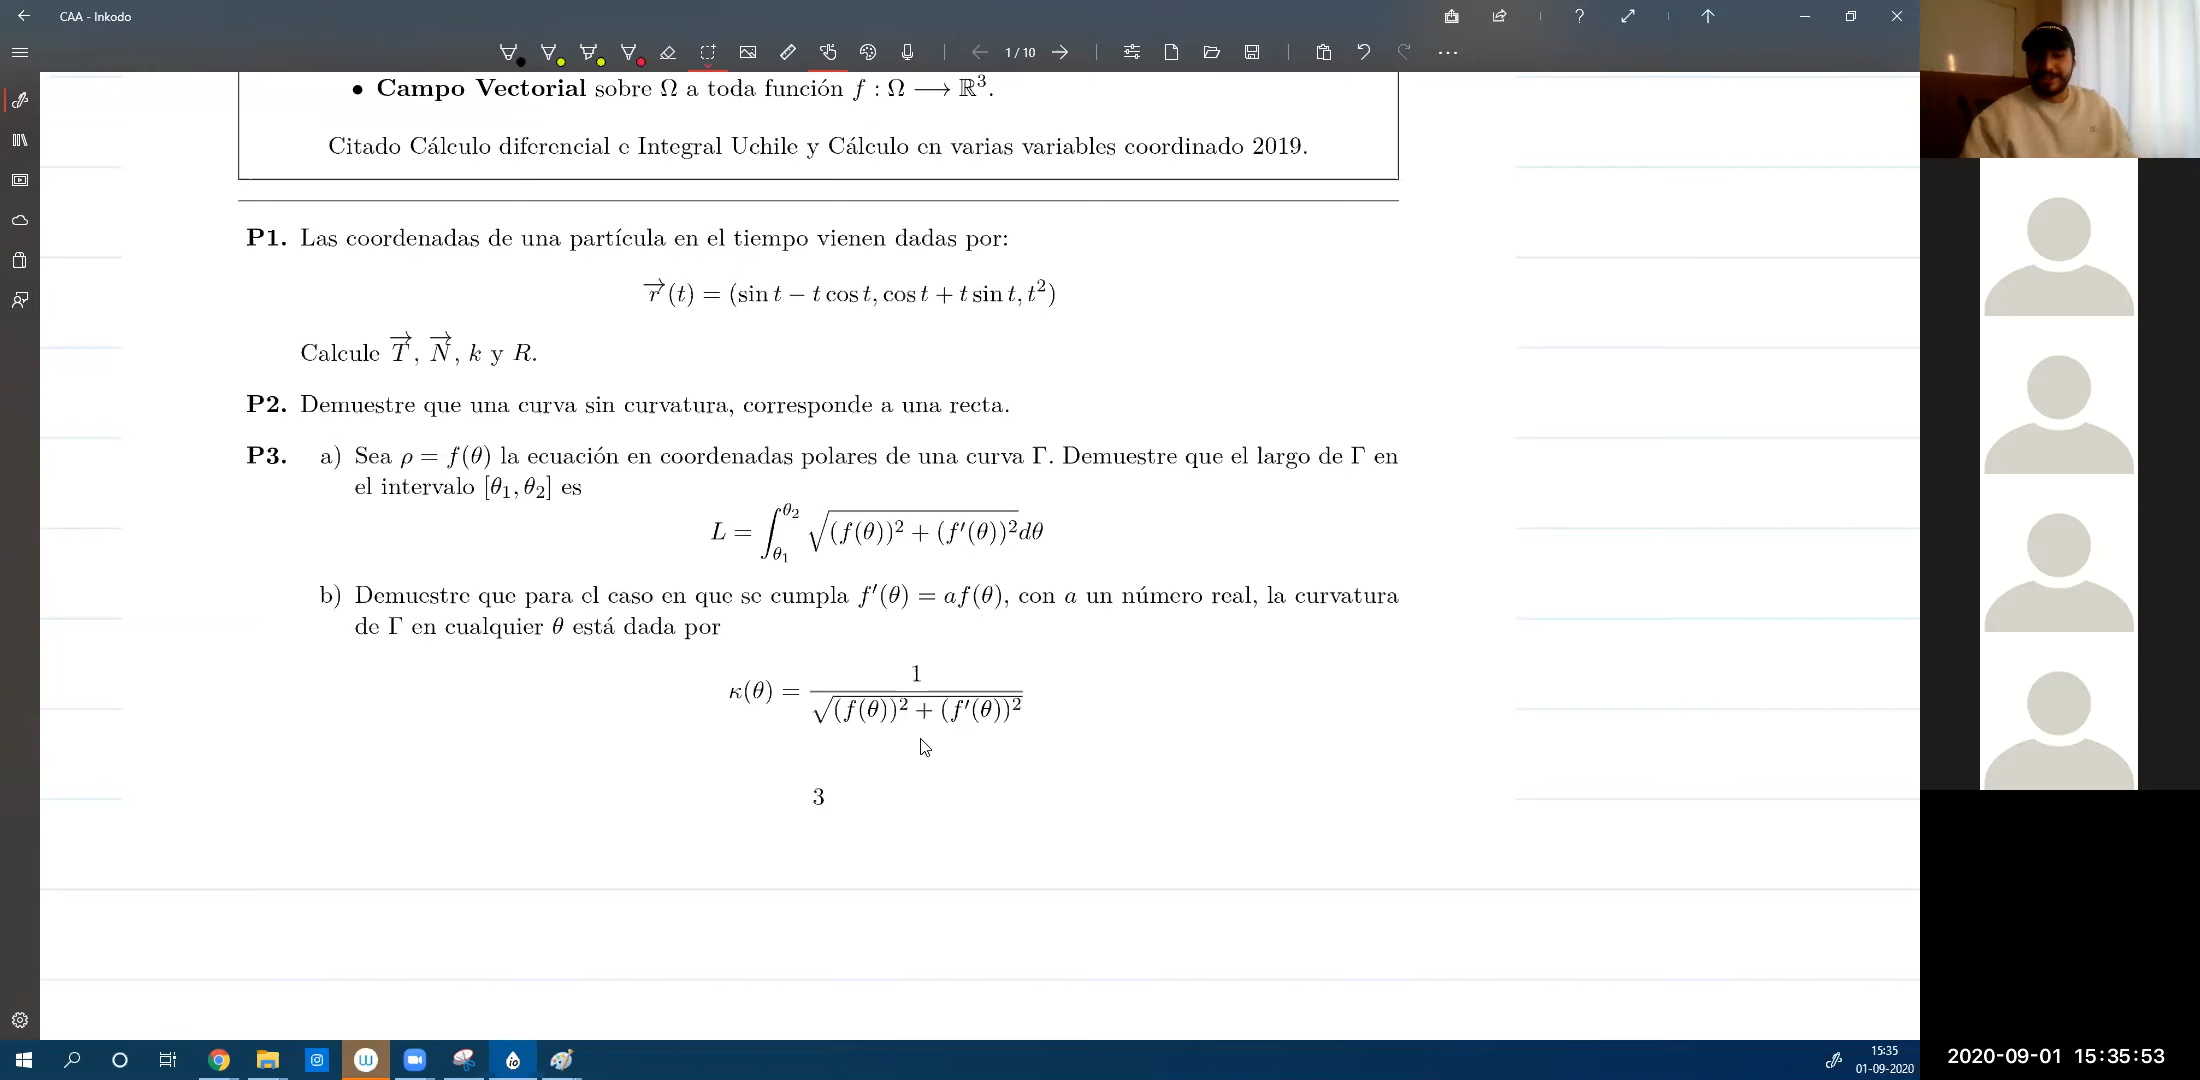 CAA - Inkodo
1 / 10
• Campo Vectorial sobre Ω a toda función f : Ω ⟶ ℝ³.
Citado Cálculo diferencial e Integral Uchile y Cálculo en varias variables coordinado 2019.
P1. Las coordenadas de una partícula en el tiempo vienen dadas por:
r⃗(t) = (sin t − t cos t, cos t + t sin t, t²)
Calcule T⃗, N⃗, k y R.
P2. Demuestre que una curva sin curvatura, corresponde a una recta.
P3. a) Sea ρ = f(θ) la ecuación en coordenadas polares de una curva Γ. Demuestre que el largo de Γ en
el intervalo [θ₁, θ₂] es
L = ∫_{θ₁}^{θ₂} √((f(θ))² + (f′(θ))²) dθ
b) Demuestre que para el caso en que se cumpla f′(θ) = af(θ), con a un número real, la curvatura
de Γ en cualquier θ está dada por
κ(θ) = 1 / √((f(θ))² + (f′(θ))²)
3
15:35
01-09-2020
2020-09-01 15:35:53